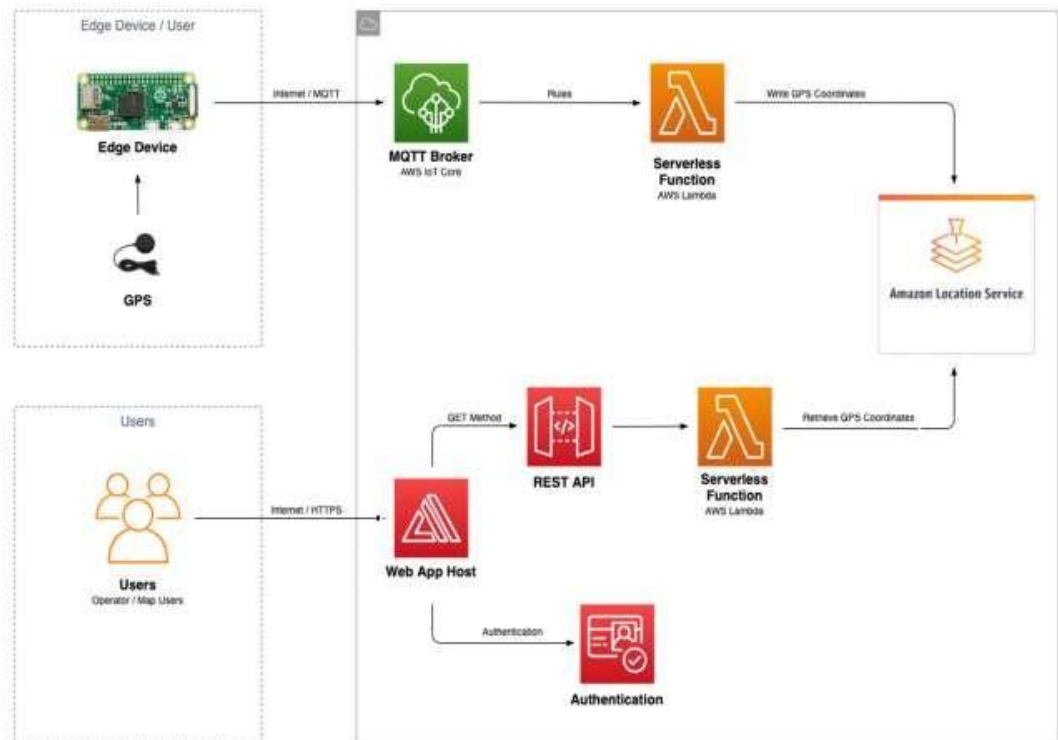 Edge Device / User
Edge Device
GPS
Internet / MQTT
MQTT Broker
AWS IoT Core
Rules
Serverless
Function
AWS Lambda
Write GPS Coordinates
Amazon Location Service
Users
Users
Operator / Map Users
Internet / HTTPS
Web App Host
GET Method
REST API
Serverless
Function
AWS Lambda
Retrieve GPS Coordinates
Authentication
Authentication